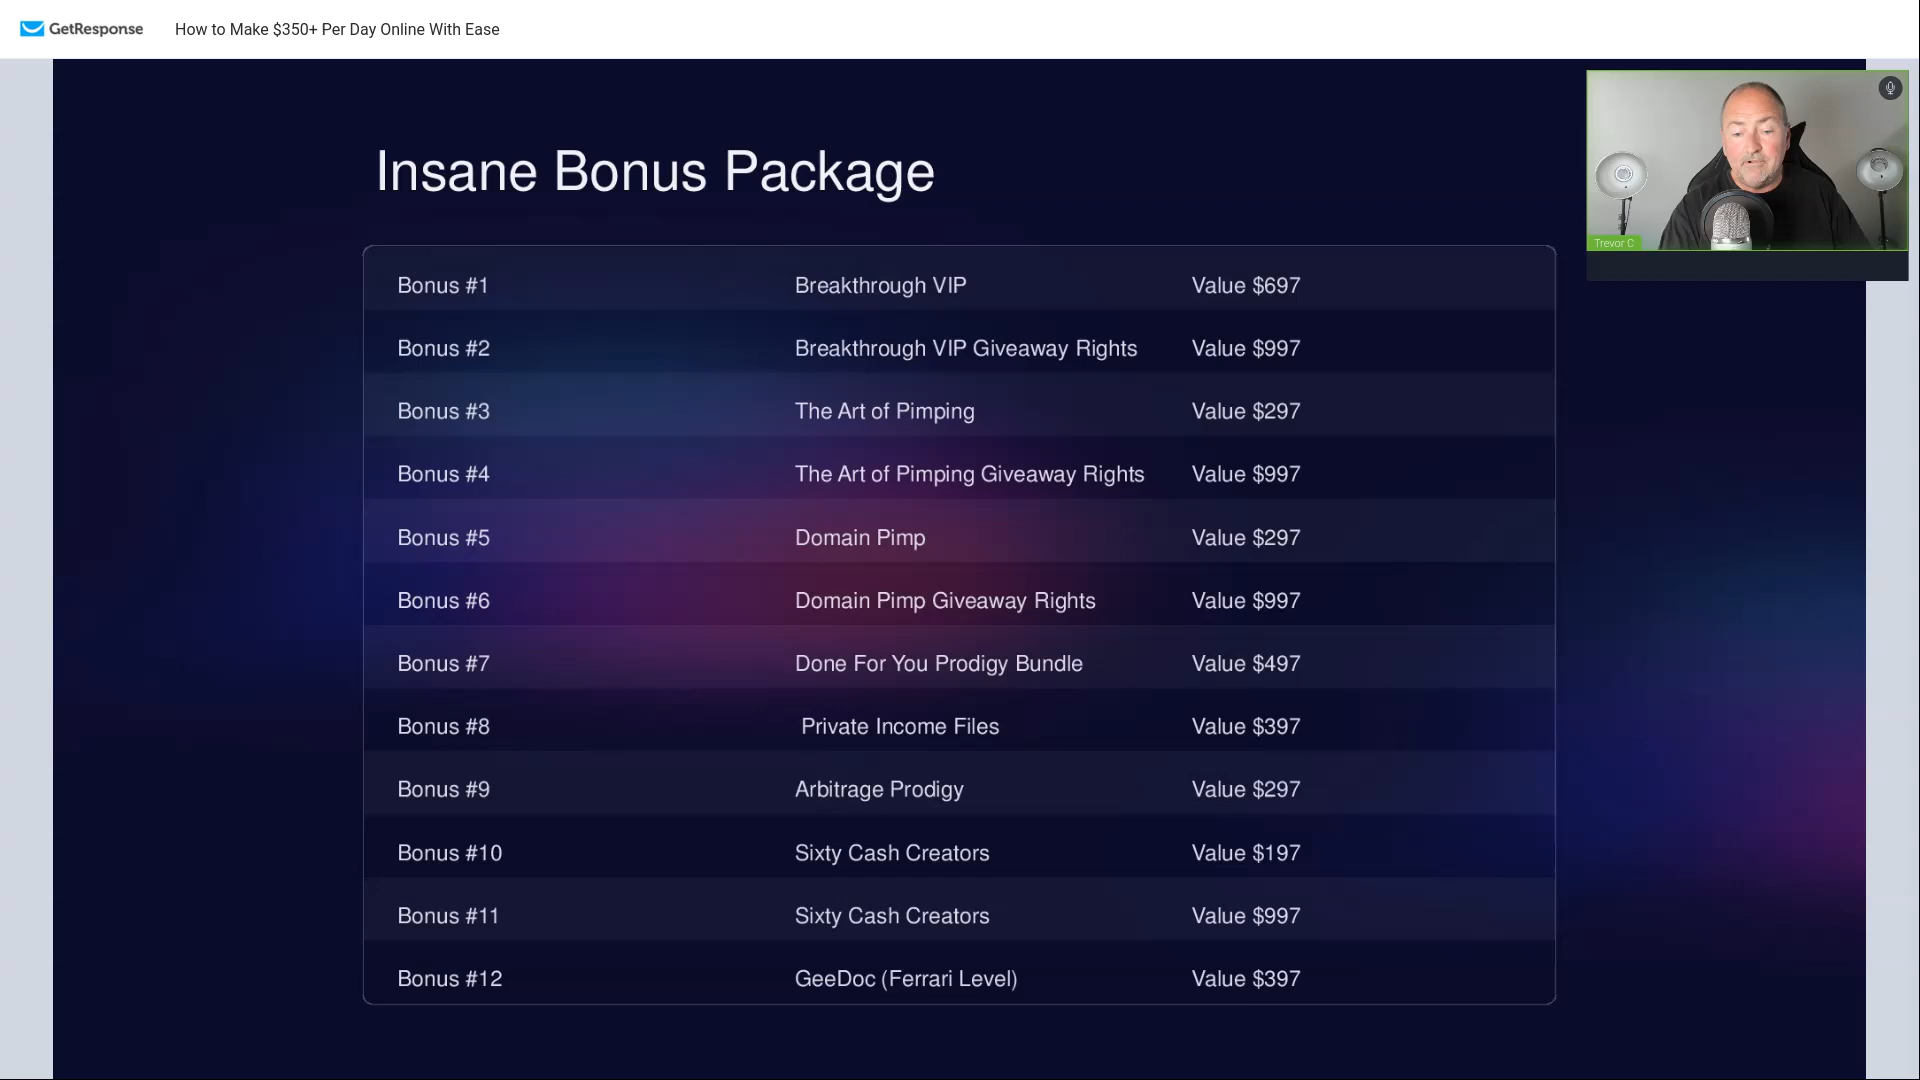 GetResponse How to Make $350+ Per Day Online With Ease
Trevor C
Insane Bonus Package
Bonus #1 Breakthrough VIP Value $697
Bonus #2 Breakthrough VIP Giveaway Rights Value $997
Bonus #3 The Art of Pimping Value $297
Bonus #4 The Art of Pimping Giveaway Rights Value $997
Bonus #5 Domain Pimp Value $297
Bonus #6 Domain Pimp Giveaway Rights Value $997
Bonus #7 Done For You Prodigy Bundle Value $497
Bonus #8 Private Income Files Value $397
Bonus #9 Arbitrage Prodigy Value $297
Bonus #10 Sixty Cash Creators Value $197
Bonus #11 Sixty Cash Creators Value $997
Bonus #12 GeeDoc (Ferrari Level) Value $397